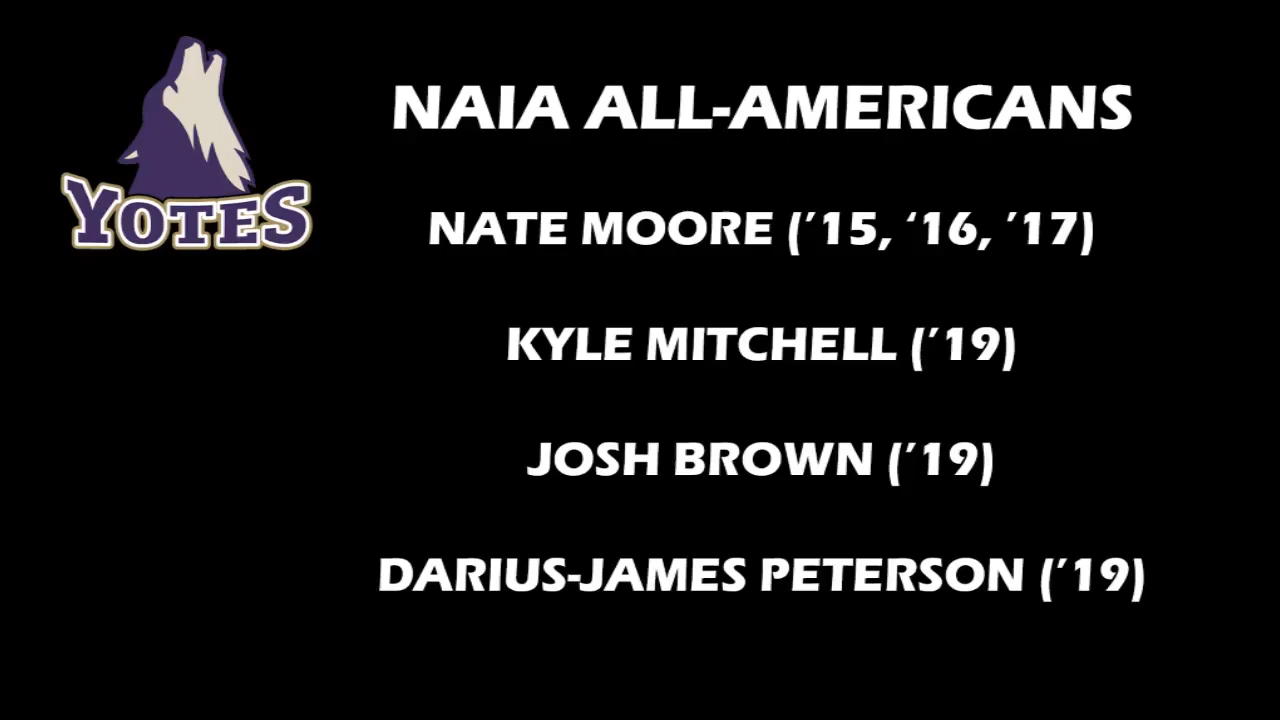 YOTES
NAIA ALL-AMERICANS
NATE MOORE (’15, ‘16, ’17)
KYLE MITCHELL (’19)
JOSH BROWN (’19)
DARIUS-JAMES PETERSON (’19)